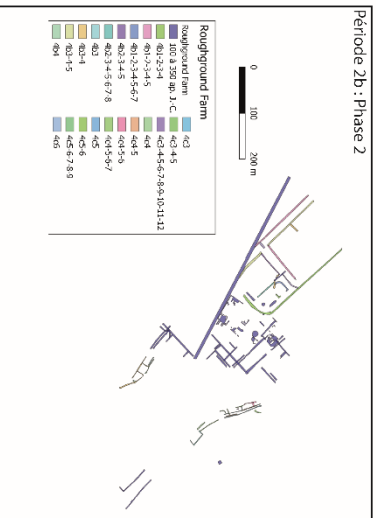 Période 2b : Phase 2
0 100 200 m
Roughground Farm
Roughground Farm
100 à 350 ap. J.-C.
4b1-2-3-4
4b1-2-3-4-5
4b1-2-3-4-5-6-7
4b2-3-4-5
4b2-3-4-5-6-7-8
4b3
4b3-4
4b3-4-5
4b4
4c3
4c3-4-5
4c3-4-5-6-7-8-9-10-11-12
4c4
4c4-5
4c4-5-6
4c4-5-6-7
4c5
4c5-6
4c5-6-7-8-9
4c6